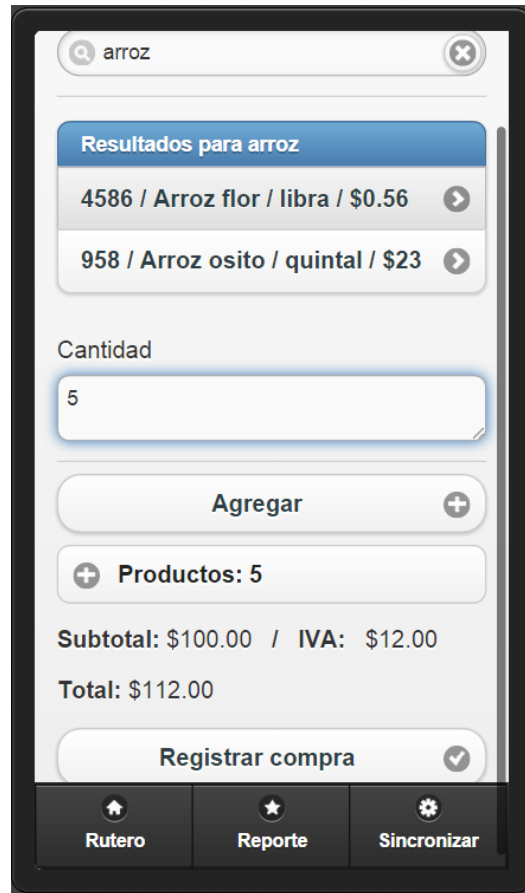 arroz
Resultados para arroz
4586 / Arroz flor / libra / $0.56
958 / Arroz osito / quintal / $23
Cantidad
5
Agregar
Productos: 5
Subtotal: $100.00 / IVA: $12.00
Total: $112.00
Registrar compra
Rutero Reporte Sincronizar